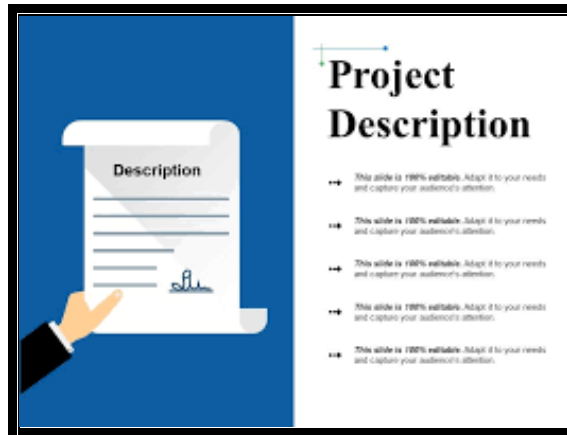 Description
Project
Description
This slide is 100% editable. Adapt it to your needs
and capture your audience's attention.
This slide is 100% editable. Adapt it to your needs
and capture your audience's attention.
This slide is 100% editable. Adapt it to your needs
and capture your audience's attention.
This slide is 100% editable. Adapt it to your needs
and capture your audience's attention.
This slide is 100% editable. Adapt it to your needs
and capture your audience's attention.